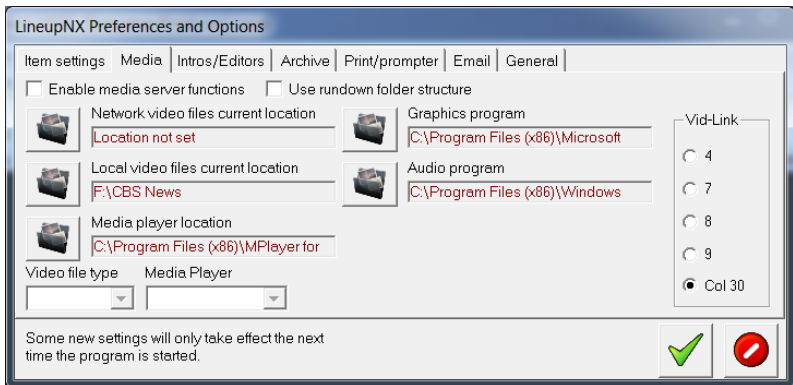 LineupNX Preferences and Options
Item settings Media Intros/Editors Archive Print/prompter Email General
Enable media server functions Use rundown folder structure
Network video files current location
Location not set
Graphics program
C:\Program Files (x86)\Microsoft
Local video files current location
F:\CBS News
Audio program
C:\Program Files (x86)\Windows
Media player location
C:\Program Files (x86)\MPlayer for
Video file type Media Player
Vid-Link
4
7
8
9
Col 30
Some new settings will only take effect the next
time the program is started.